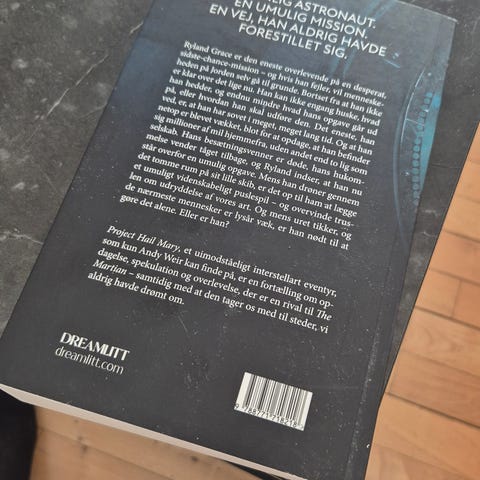 LIG ASTRONAUT.
EN UMULIG MISSION.
EN VEJ, HAN ALDRIG HAVDE
FORESTILLET SIG.
Ryland Grace er den eneste overlevende på en desperat,
sidste-chance-mission – og hvis han fejler, vil menneske-
heden på Jorden selv gå til grunde. Bortset fra at han ikke
er klar over det lige nu. Han kan ikke engang huske, hvad
han hedder, og endnu mindre hvad hans opgave går ud
på, eller hvordan han skal udføre den. Det eneste, han
ved, er, at han har sovet i meget, meget lang tid. Og at han
netop er blevet vækket, blot for at opdage, at han befinder
sig millioner af mil hjemmefra, uden andet end to lig som
selskab. Hans besætningsvenner er døde, hans hukom-
melse vender tåget tilbage, og Ryland indser, at han nu
står overfor en umulig opgave. Mens han drøner gennem
det tomme rum på sit lille skib, er det op til ham at lægge
et umuligt videnskabeligt puslespil – og overvinde trus-
len om udryddelse af vores art. Og mens uret tikker, og
de nærmeste mennesker er lysår væk, er han nødt til at
gøre det alene. Eller er han?
Project Hail Mary, et uimodståeligt interstellart eventyr,
som kun Andy Weir kan finde på, er en fortælling om op-
dagelse, spekulation og overlevelse, der er en rival til The
Martian – samtidig med at den tager os med til steder, vi
aldrig havde drømt om.
DREAMLITT
dreamlitt.com